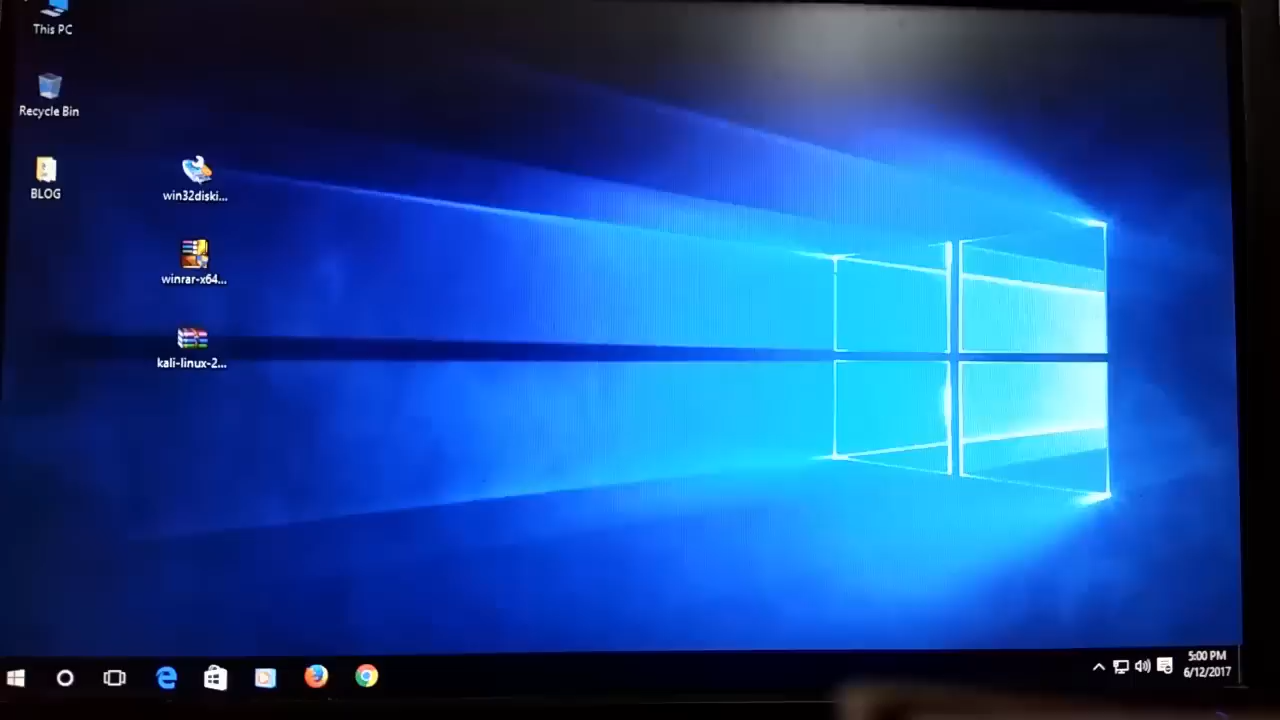 This PC
Recycle Bin
BLOG
win32diski...
winrar-x64...
kali-linux-2...
5:00 PM
6/12/2017